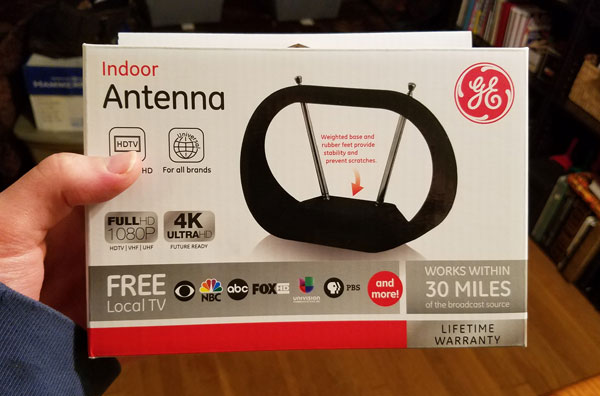 Indoor
Antenna
GE
HDTV
Universal
HD
For all brands
Weighted base and
rubber feet provide
stability and
prevent scratches.
FULL HD
1080P
HDTV | VHF | UHF
4K
ULTRA HD
FUTURE READY
FREE
Local TV
NBC
abc
FOX HD
univision
PBS
and
more!
WORKS WITHIN
30 MILES
of the broadcast source
LIFETIME
WARRANTY